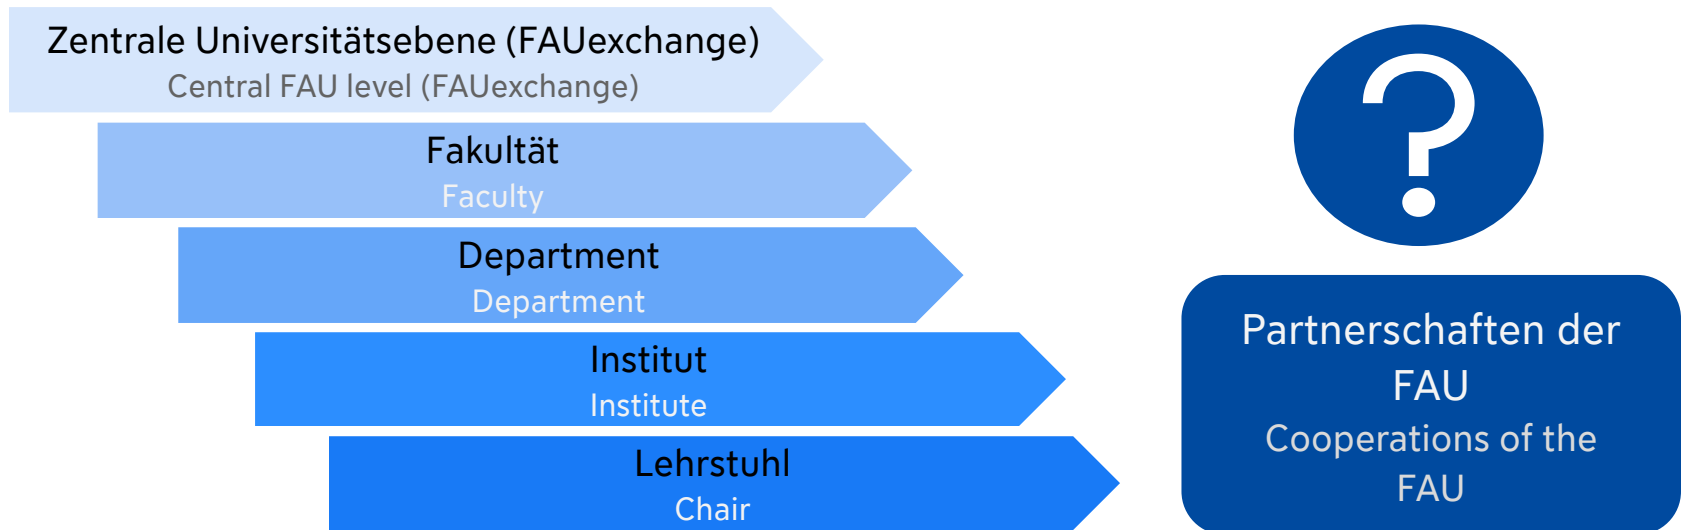 Zentrale Universitätsebene (FAUexchange)
Central FAU level (FAUexchange)
Fakultät
Faculty
Department
Department
Institut
Institute
Lehrstuhl
Chair
?
Partnerschaften der
FAU
Cooperations of the
FAU